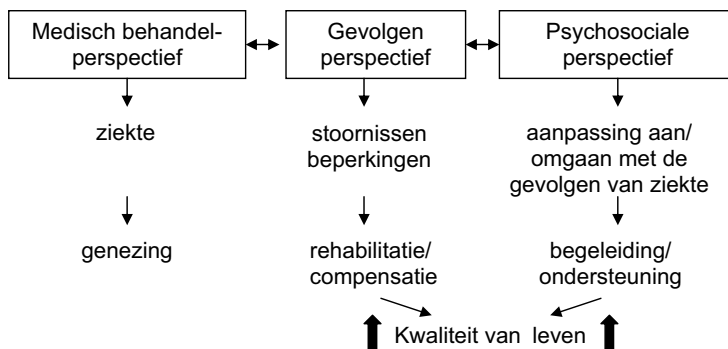 Medisch behandel-
perspectief
Gevolgen
perspectief
Psychosociale
perspectief
ziekte
stoornissen
beperkingen
aanpassing aan/
omgaan met de
gevolgen van ziekte
genezing
rehabilitatie/
compensatie
begeleiding/
ondersteuning
Kwaliteit van leven